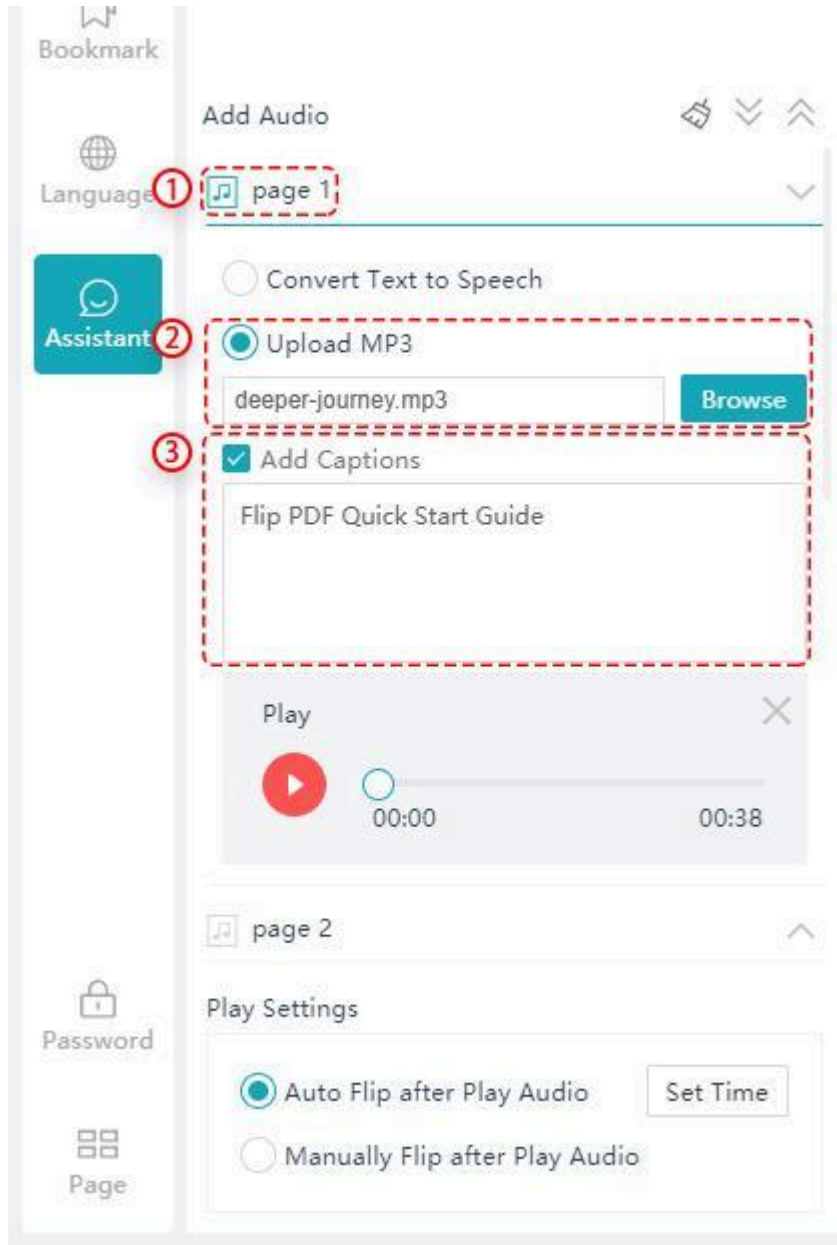 Bookmark
Add Audio
Language
① page 1
Convert Text to Speech
Assistant
② Upload MP3
deeper-journey.mp3 Browse
③ Add Captions
Flip PDF Quick Start Guide
Play
00:00 00:38
page 2
Password
Play Settings
Auto Flip after Play Audio Set Time
Manually Flip after Play Audio
Page